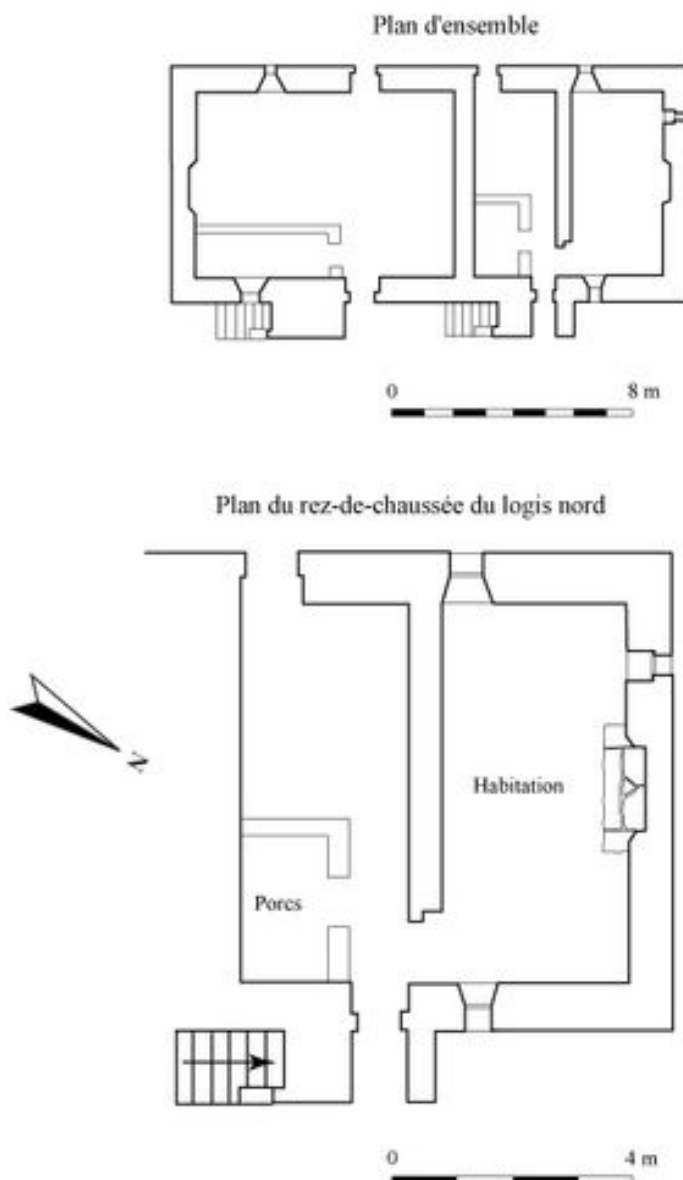 Plan d'ensemble
0 8 m
Plan du rez-de-chaussée du logis nord
N
Habitation
Porcs
0 4 m